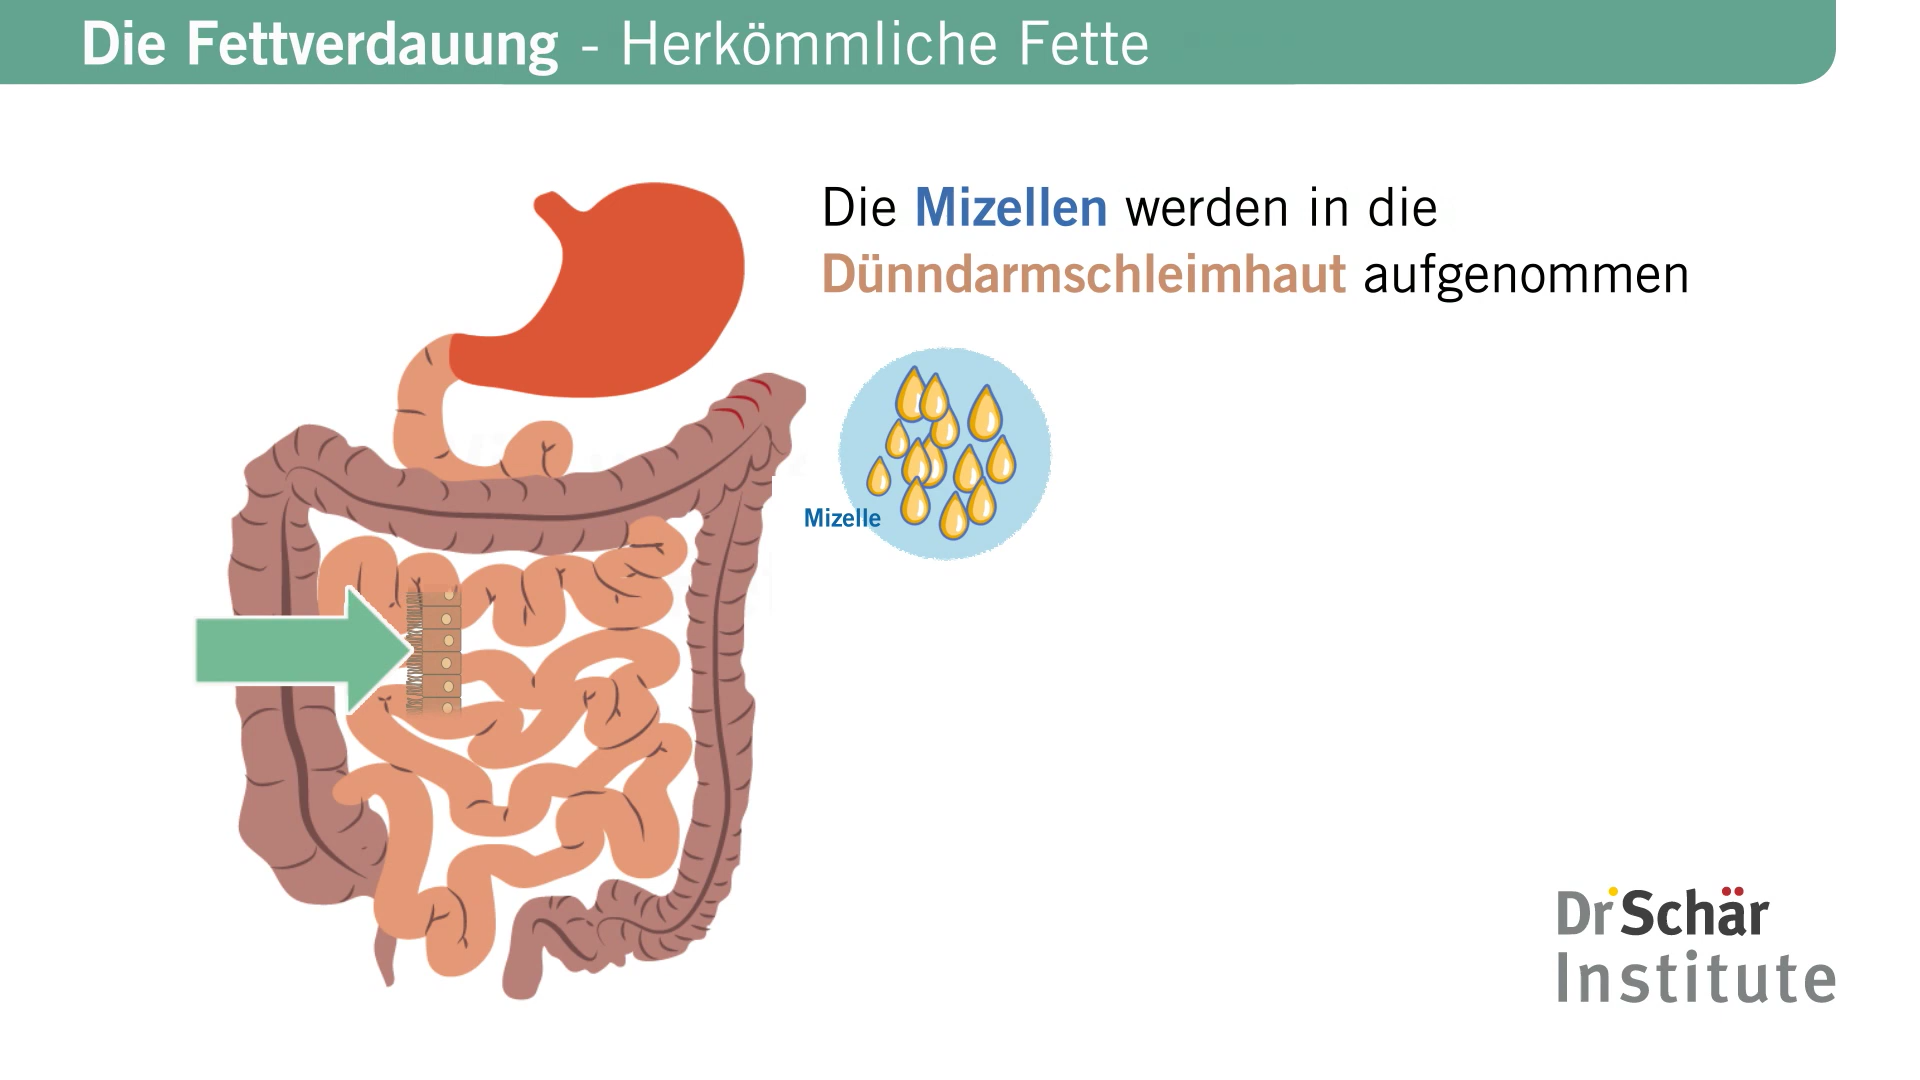 Die Fettverdauung - Herkömmliche Fette
Die Mizellen werden in die
Dünndarmschleimhaut aufgenommen
Mizelle
Dr Schär
Institute